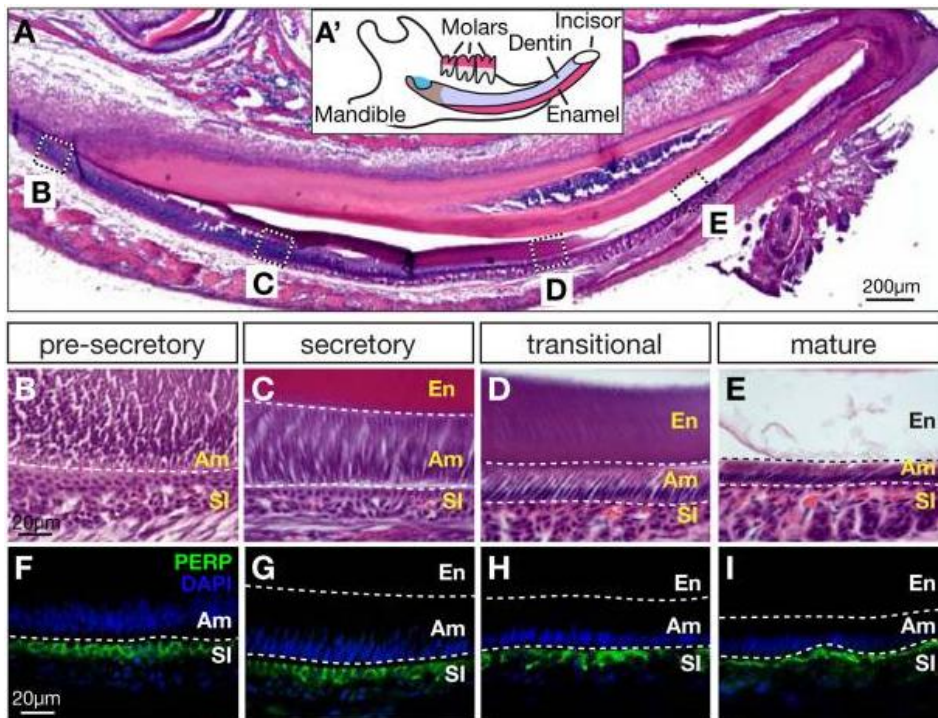 A
A'
Molars
Incisor
Dentin
Mandible
Enamel
B
C
D
E
200µm
pre-secretory
secretory
transitional
mature
B
Am
SI
20µm
C
En
Am
SI
D
En
Am
SI
E
En
Am
SI
F
PERP
DAPI
Am
SI
20µm
G
En
Am
SI
H
En
Am
SI
I
En
Am
SI